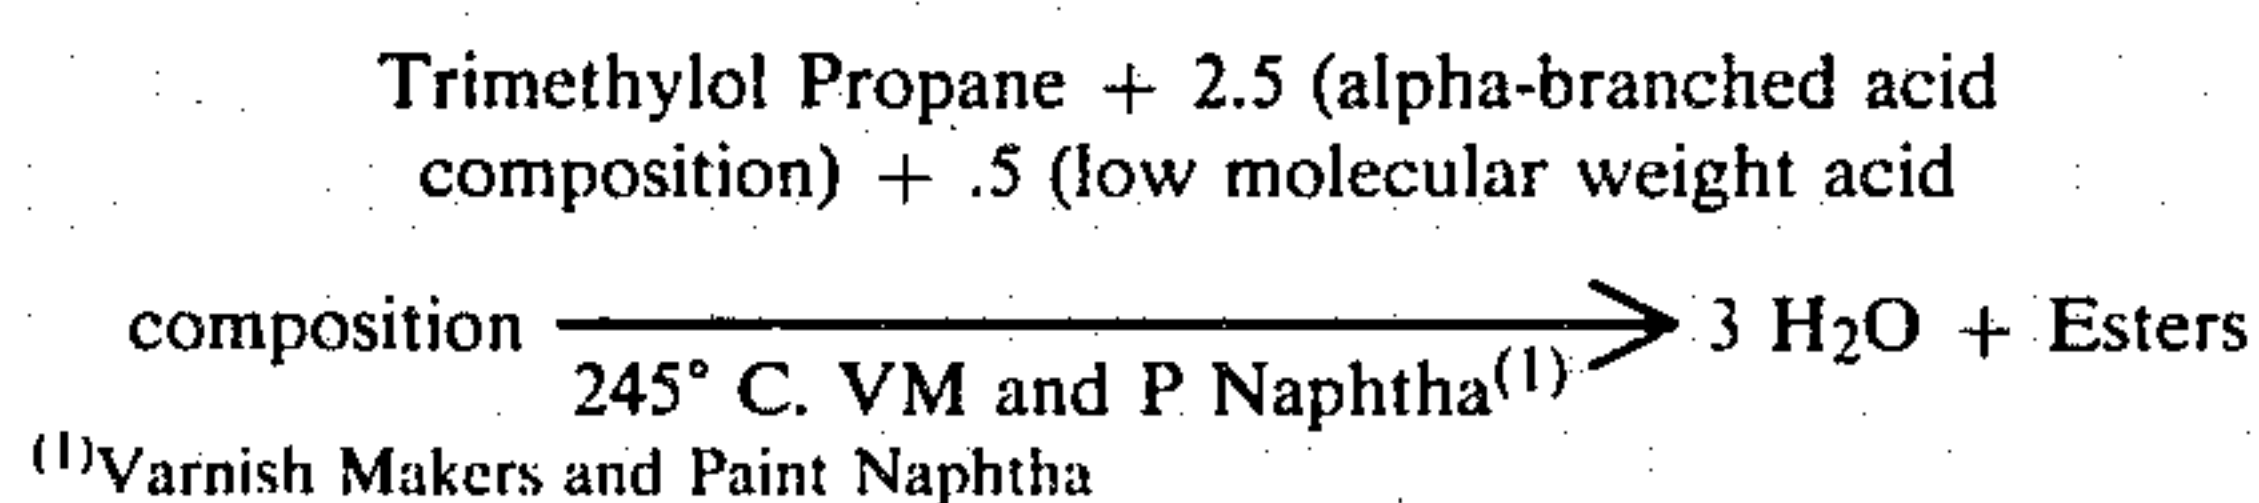 Trimethylol Propane + 2.5 (alpha-branched acid
composition) + .5 (low molecular weight acid
composition ⟶ 3 H₂O + Esters
245° C. VM and P Naphtha⁽¹⁾
⁽¹⁾Varnish Makers and Paint Naphtha